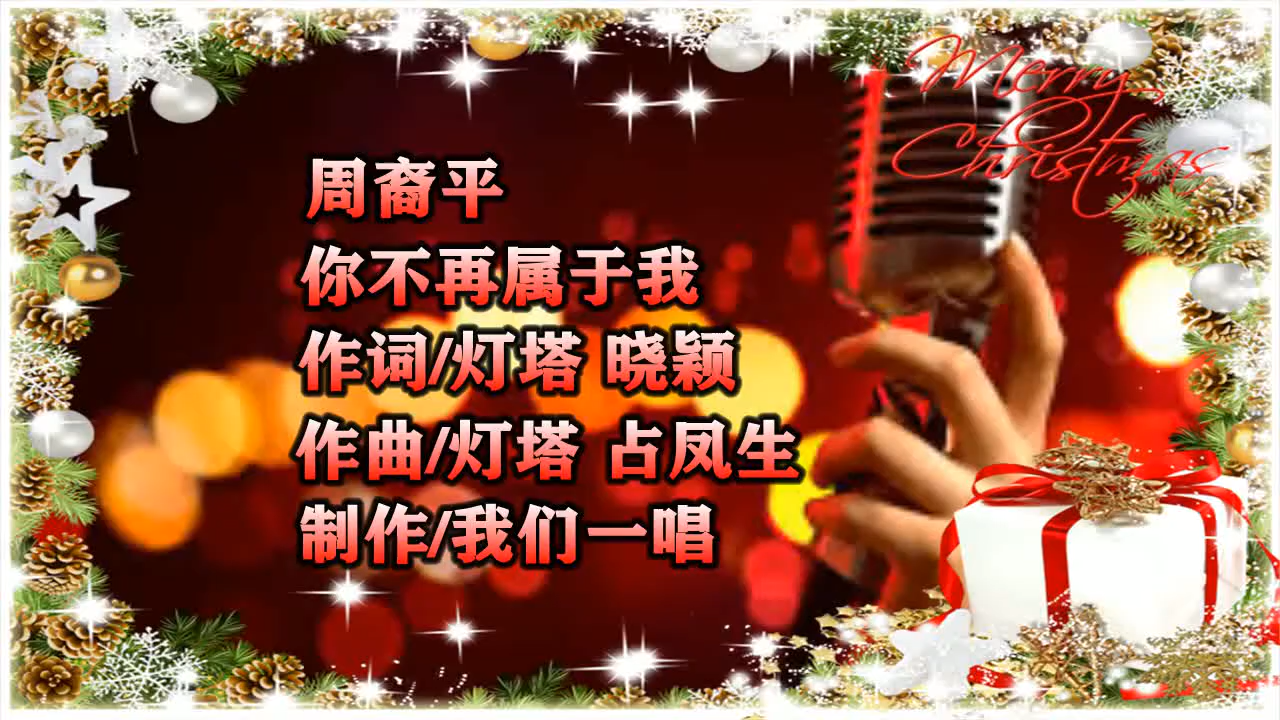 周裔平
你不再属于我
作词/灯塔 晓颖
作曲/灯塔 占凤生
制作/我们一唱
Merry
Christmas